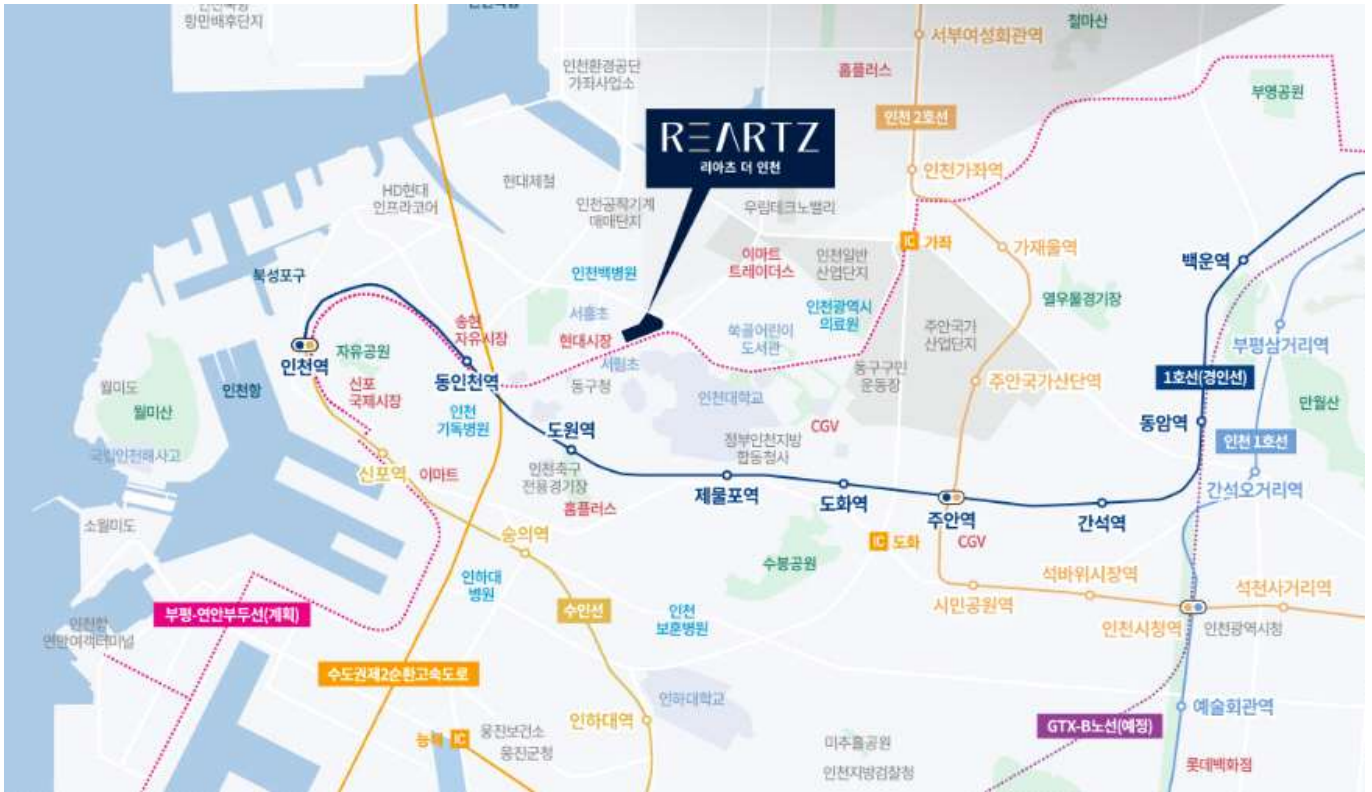 항만배후단지
서부여성회관역
철마산
인천환경공단
가좌사업소
홈플러스
부영공원
인천 2호선
REARTZ
리아츠 더 인천
인천가좌역
현대제철
HD현대
인프라코어
인천공작기계
매매단지
우림테크노밸리
IC 가좌
가재울역
이마트
트레이더스
인천일반
산업단지
백운역
북성포구
인천백병원
열우물경기장
서흥초
인천광역시
의료원
송현
자유시장
현대시장
쑥골어린이
도서관
주안국가
산업단지
부평삼거리역
인천역
자유공원
서림초
동구청
동구구민
운동장
주안국가산단역
1호선(경인선)
동인천역
월미도
월미산
인천항
신포
국제시장
인천대학교
만월산
인천
기독병원
도원역
CGV
동암역
인천 1호선
정부인천지방
합동청사
국립인천해사고
신포역
이마트
인천축구
전용경기장
홈플러스
제물포역
도화역
주안역
간석역
간석오거리역
소월미도
숭의역
수봉공원
IC 도화
CGV
인하대
병원
석바위시장역
시민공원역
석천사거리역
부평-연안부두선(계획)
수인선
인천
보훈병원
인천시청역
인천광역시청
인천항
연안여객터미널
수도권제2순환고속도로
인하대학교
인하대역
예술회관역
GTX-B노선(예정)
능해 IC
옹진보건소
옹진군청
미추홀공원
인천지방검찰청
롯데백화점